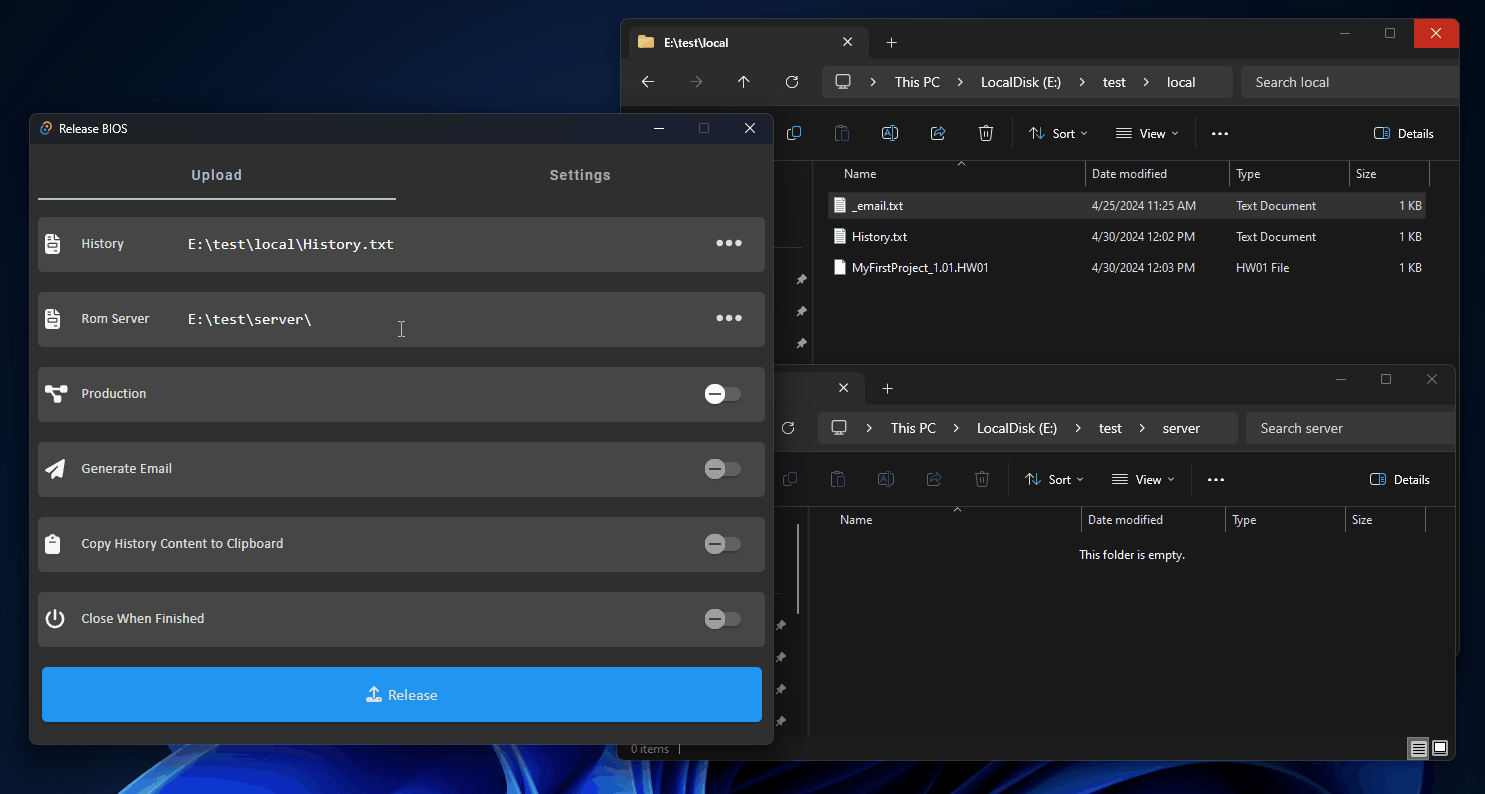 Release BIOS
Upload Settings
History E:\test\local\History.txt
Rom Server E:\test\server\
Production
Generate Email
Copy History Content to Clipboard
Close When Finished
Release
E:\test\local
This PC > LocalDisk (E:) > test > local Search local
Sort View Details
Name Date modified Type Size
_email.txt 4/25/2024 11:25 AM Text Document 1 KB
History.txt 4/30/2024 12:02 PM Text Document 1 KB
MyFirstProject_1.01.HW01 4/30/2024 12:03 PM HW01 File 1 KB
This PC > LocalDisk (E:) > test > server Search server
Sort View Details
Name Date modified Type Size
This folder is empty.
0 items